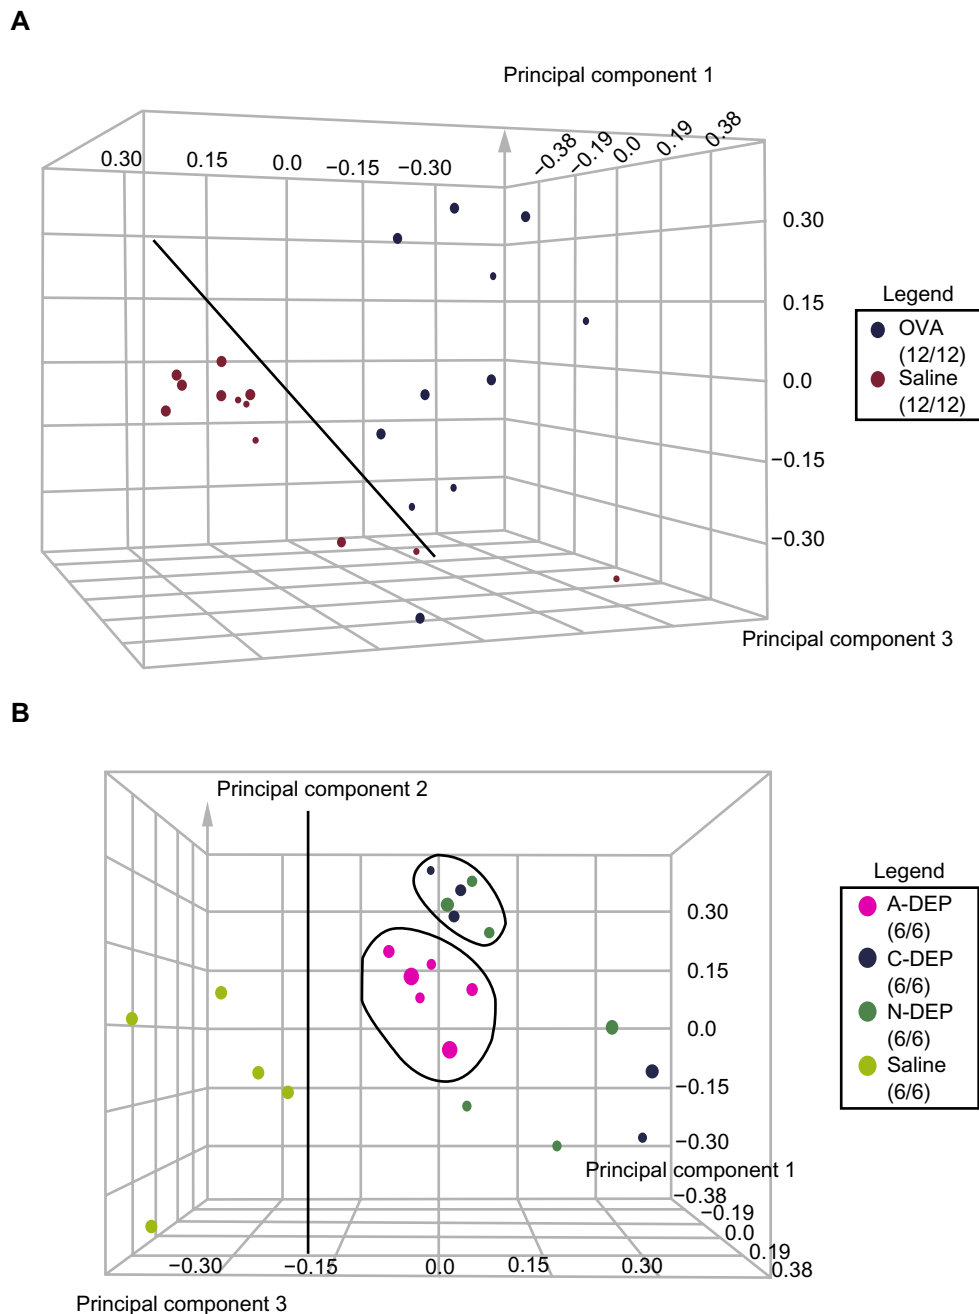 A
Principal component 1
0.30 0.15 0.0 −0.15 −0.30
−0.38 −0.19 0.0 0.19 0.38
0.30
0.15
0.0
−0.15
−0.30
Principal component 3
Legend
OVA
(12/12)
Saline
(12/12)
B
Principal component 2
0.30
0.15
0.0
−0.15
−0.30
Principal component 1
−0.38
−0.19
0.0
0.19
0.38
−0.30 −0.15 0.0 0.15 0.30
Principal component 3
Legend
A-DEP
(6/6)
C-DEP
(6/6)
N-DEP
(6/6)
Saline
(6/6)